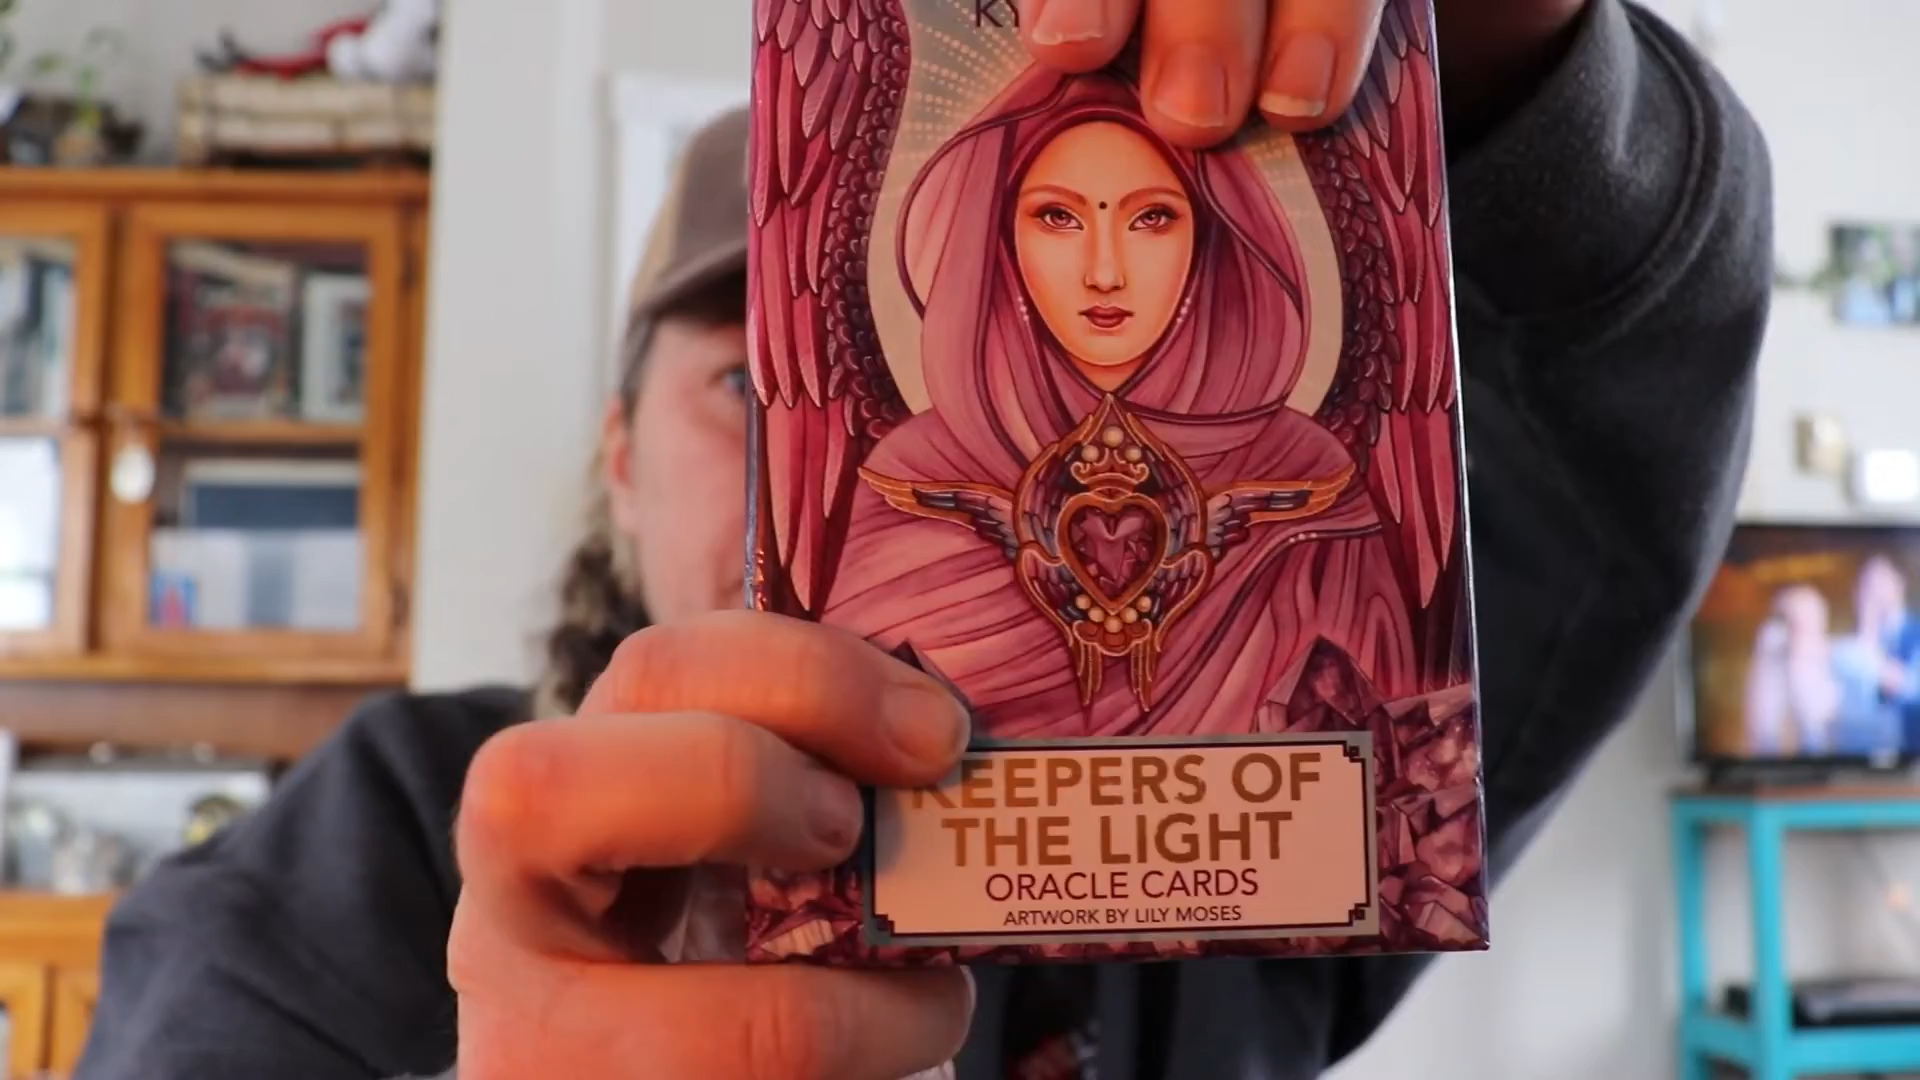 KEEPERS OF
THE LIGHT
ORACLE CARDS
ARTWORK BY LILY MOSES